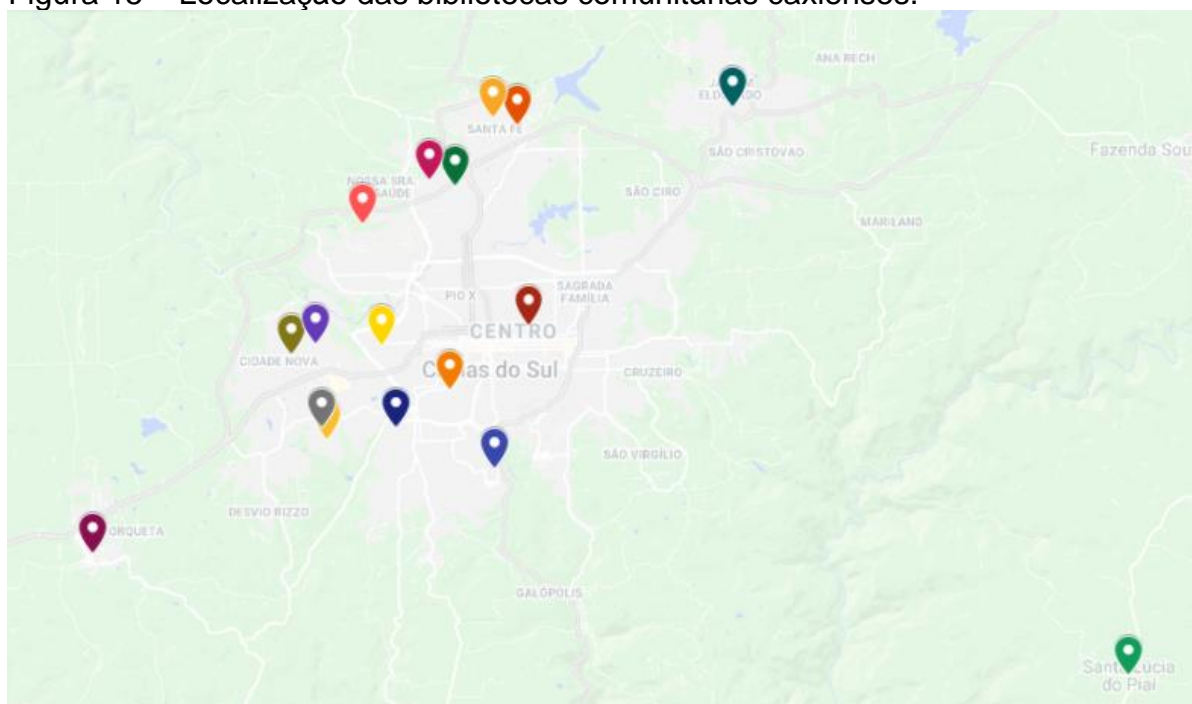 Localização das bibliotecas comunitárias caxienses.
ANA RECH
SANTA FÉ
SÃO CRISTOVAO
Fazenda Sou
NOSSA SRA.
SAÚDE
SÃO CIRO
MARILAND
PIO X
SAGRADA
FAMÍLIA
CENTRO
CIDADE NOVA
as do Sul
CRUZEIRO
SÃO VIRGÍLIO
DESVIO RIZZO
ORQUETA
GALÓPOLIS
do Piaí